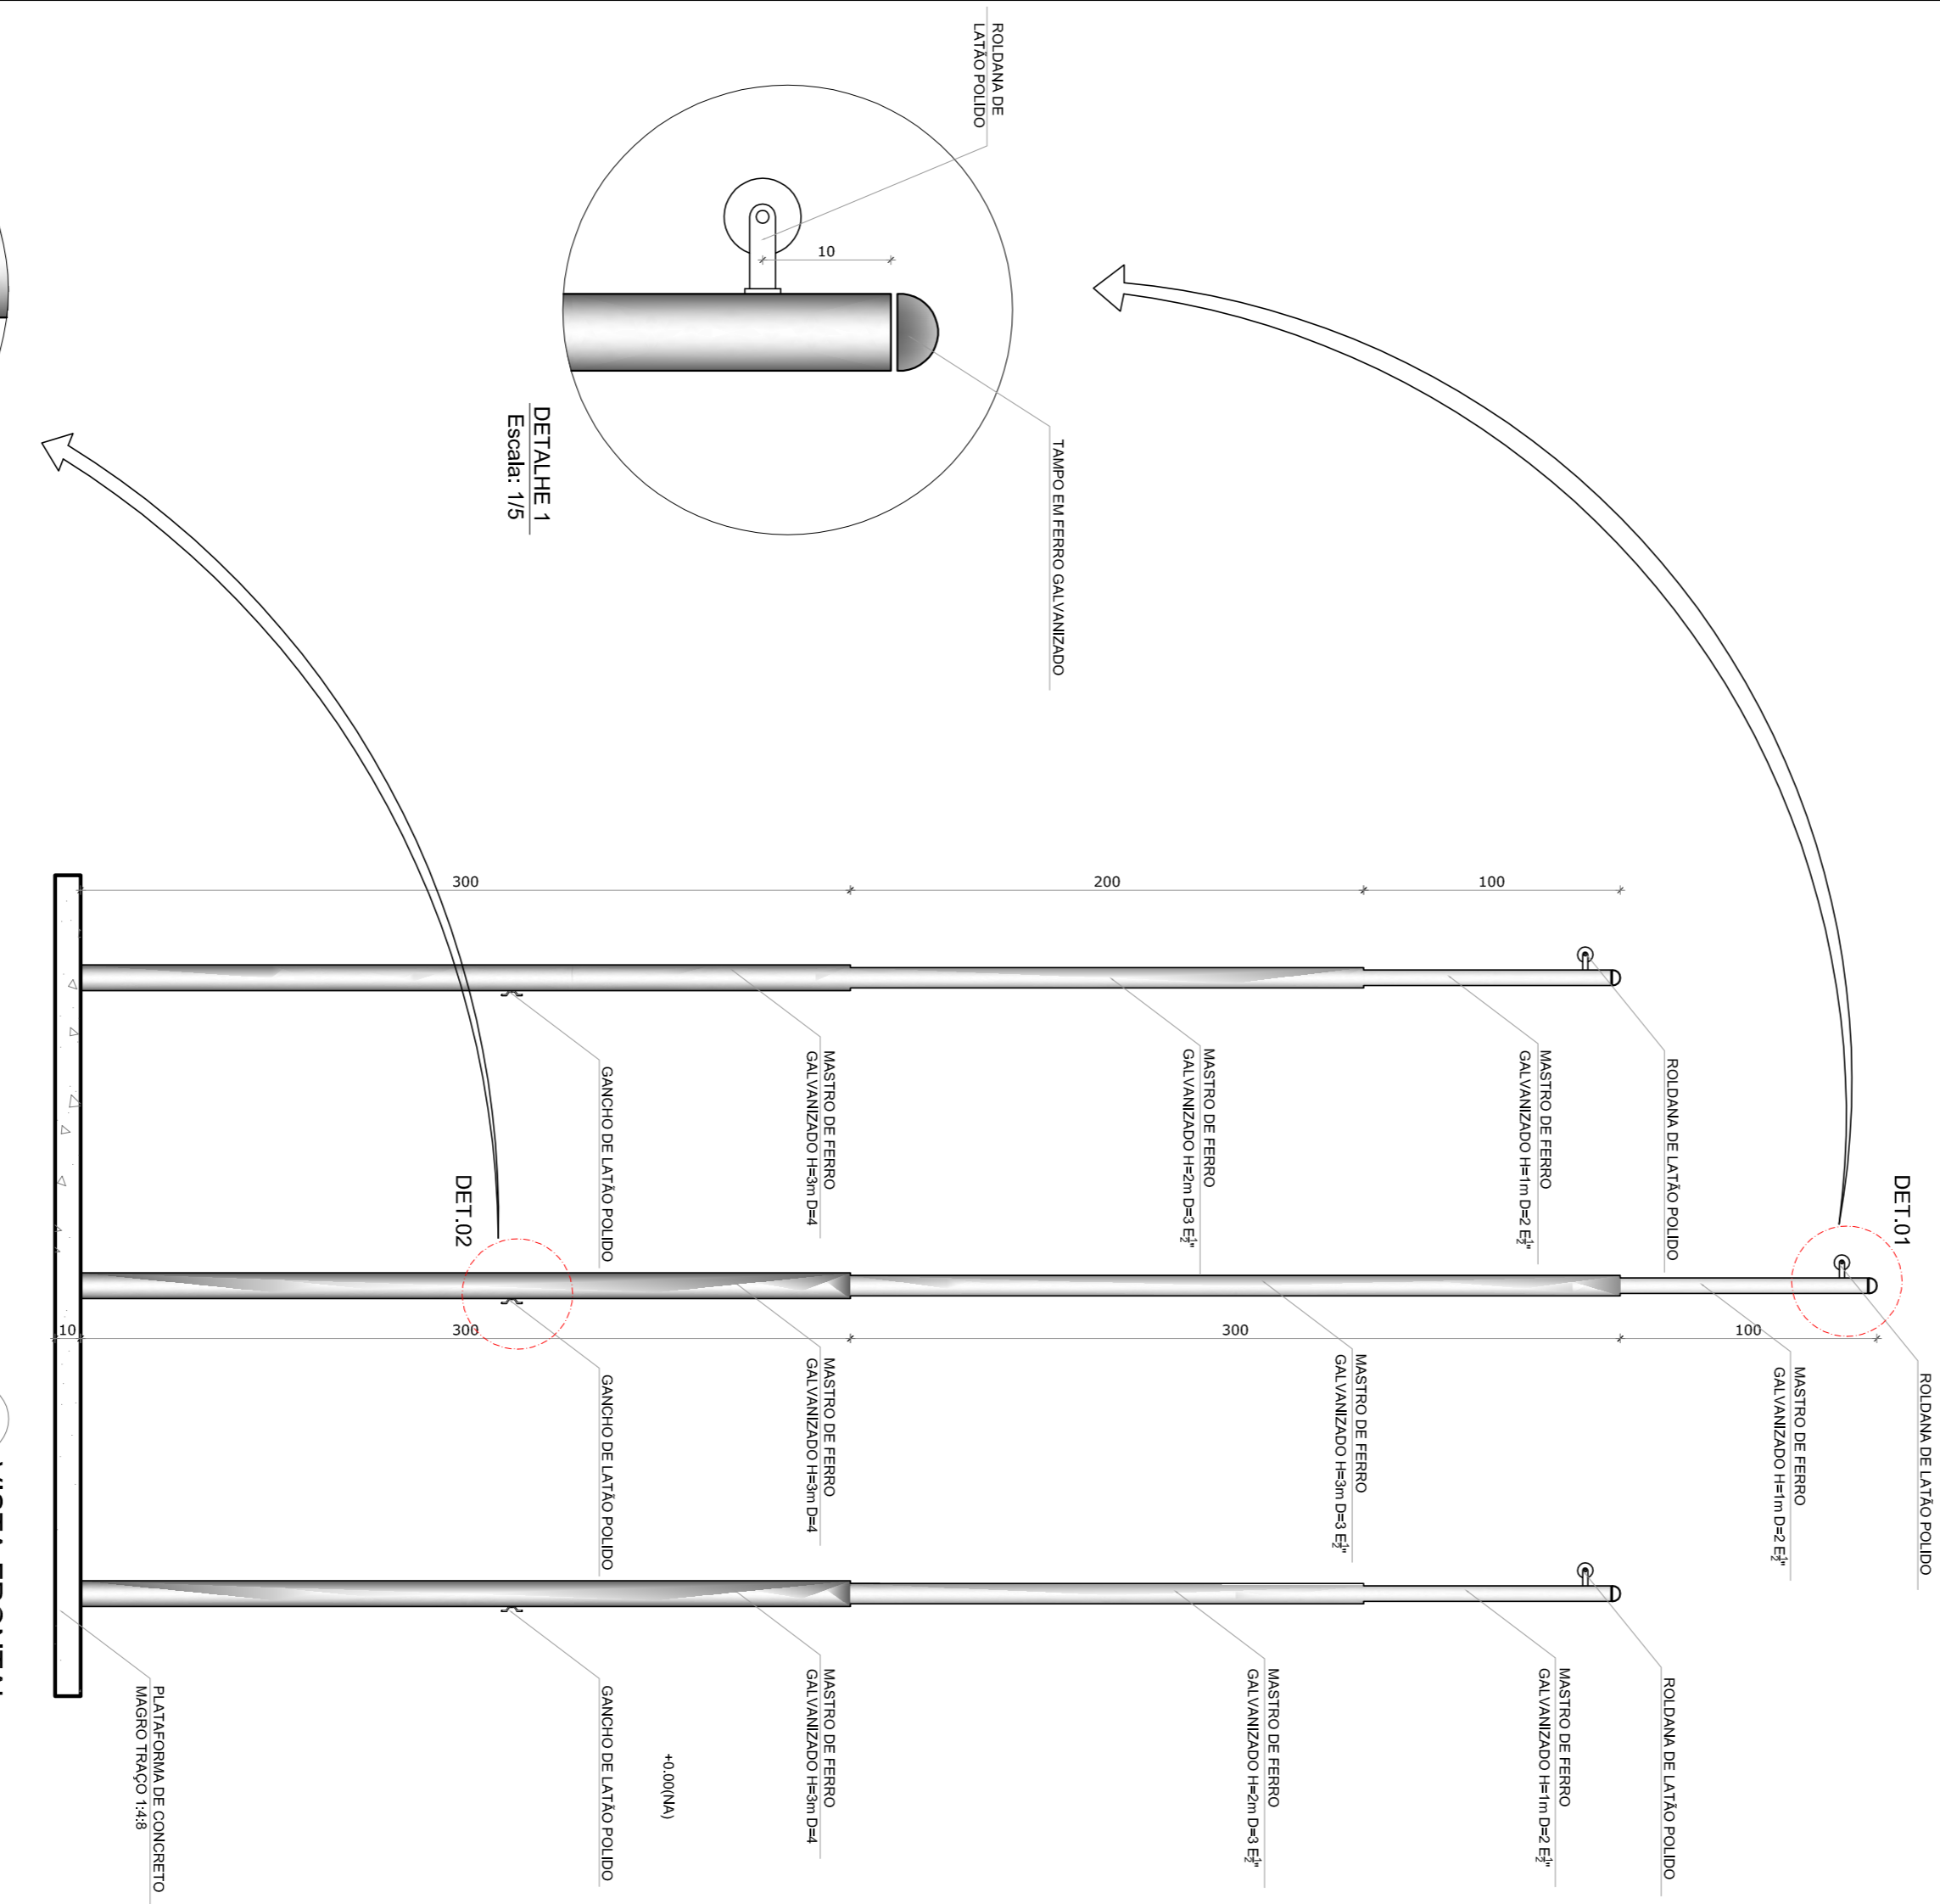 DET.01
ROLDANA DE LATÃO POLIDO
MASTRO DE FERRO
GALVANIZADO H=1m D=2 E1/2"
100
ROLDANA DE LATÃO POLIDO
MASTRO DE FERRO
GALVANIZADO H=1m D=2 E1/2"
100
ROLDANA DE LATÃO POLIDO
MASTRO DE FERRO
GALVANIZADO H=1m D=2 E1/2"
MASTRO DE FERRO
GALVANIZADO H=3m D=3 E1/2"
300
MASTRO DE FERRO
GALVANIZADO H=2m D=3 E1/2"
200
MASTRO DE FERRO
GALVANIZADO H=2m D=3 E1/2"
TAMPO EM FERRO GALVANIZADO
ROLDANA DE
LATÃO POLIDO
10
DETALHE 1
Escala: 1/5
MASTRO DE FERRO
GALVANIZADO H=3m D=4
MASTRO DE FERRO
GALVANIZADO H=3m D=4
MASTRO DE FERRO
GALVANIZADO H=3m D=4
+0.00(NA)
GANCHO DE LATÃO POLIDO
GANCHO DE LATÃO POLIDO
GANCHO DE LATÃO POLIDO
DET.02
300
300
10
PLATAFORMA DE CONCRETO
MAGRO TRAÇO 1:4:8